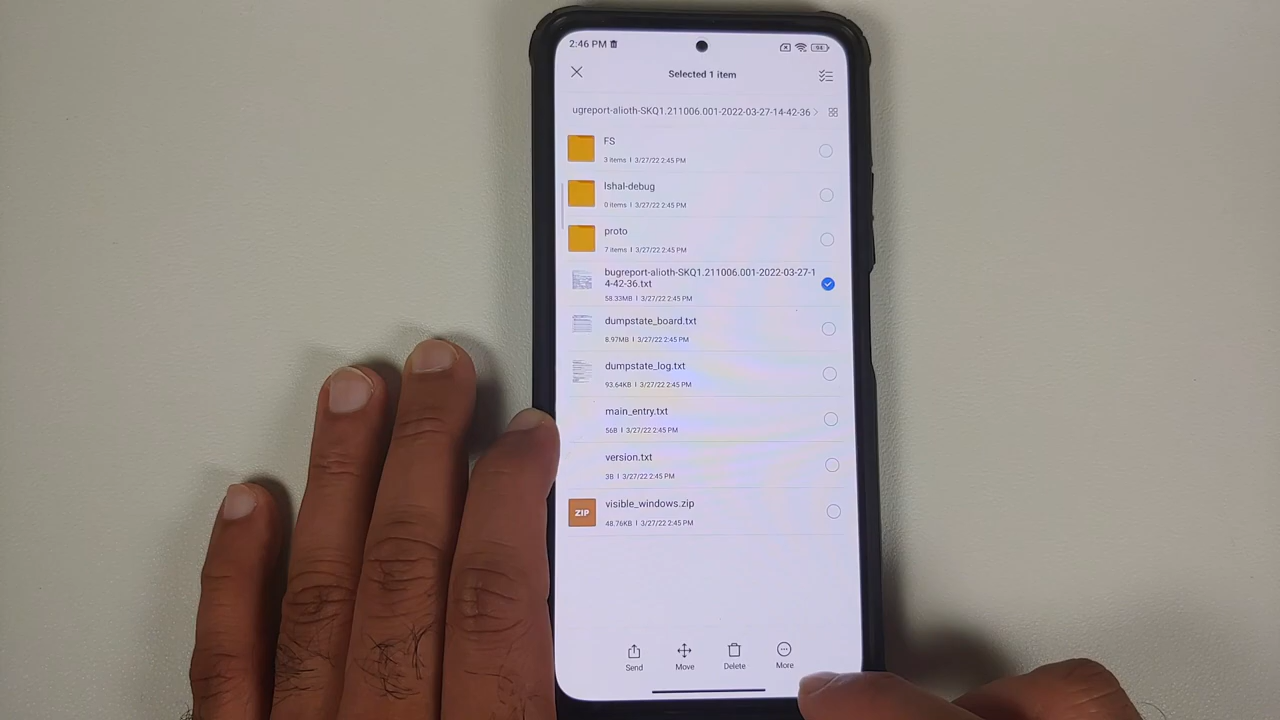 2:46 PM
94
Selected 1 item
ugreport-alioth-SKQ1.211006.001-2022-03-27-14-42-36
FS
3 items | 3/27/22 2:45 PM
lshal-debug
0 items | 3/27/22 2:45 PM
proto
7 items | 3/27/22 2:45 PM
bugreport-alioth-SKQ1.211006.001-2022-03-27-1
4-42-36.txt
58.33MB | 3/27/22 2:45 PM
dumpstate_board.txt
8.97MB | 3/27/22 2:45 PM
dumpstate_log.txt
93.64KB | 3/27/22 2:45 PM
main_entry.txt
56B | 3/27/22 2:45 PM
version.txt
3B | 3/27/22 2:45 PM
ZIP
visible_windows.zip
48.76KB | 3/27/22 2:45 PM
Send
Move
Delete
More